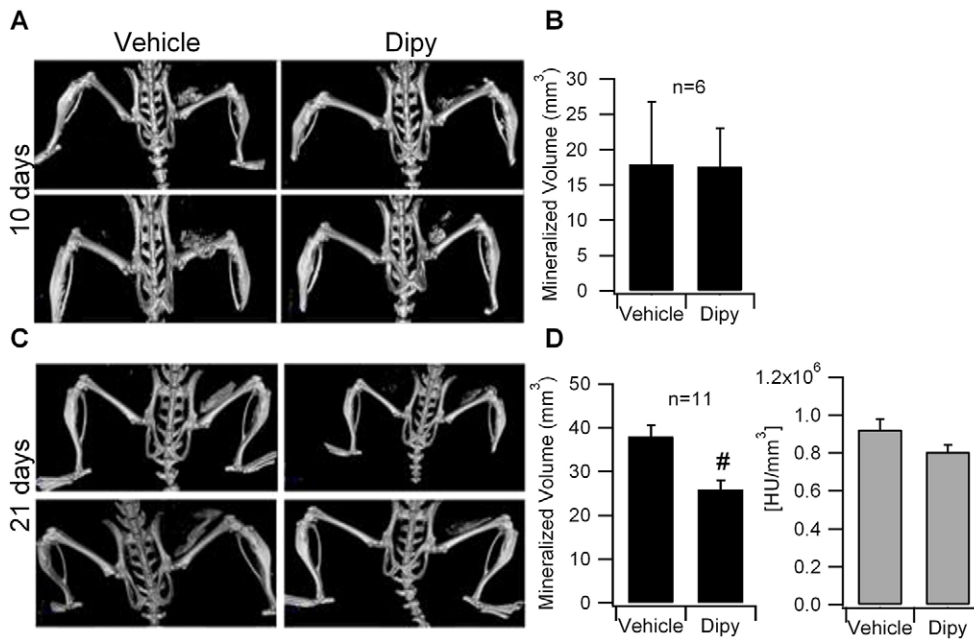 A
Vehicle
Dipy
10 days
B
Mineralized Volume (mm³)
30
25
20
15
10
5
0
n=6
Vehicle Dipy
C
21 days
D
Mineralized Volume (mm³)
50
40
30
20
10
0
n=11
#
Vehicle Dipy
[HU/mm³]
1.2x10⁶
1.0
0.8
0.6
0.4
0.2
0.0
Vehicle Dipy